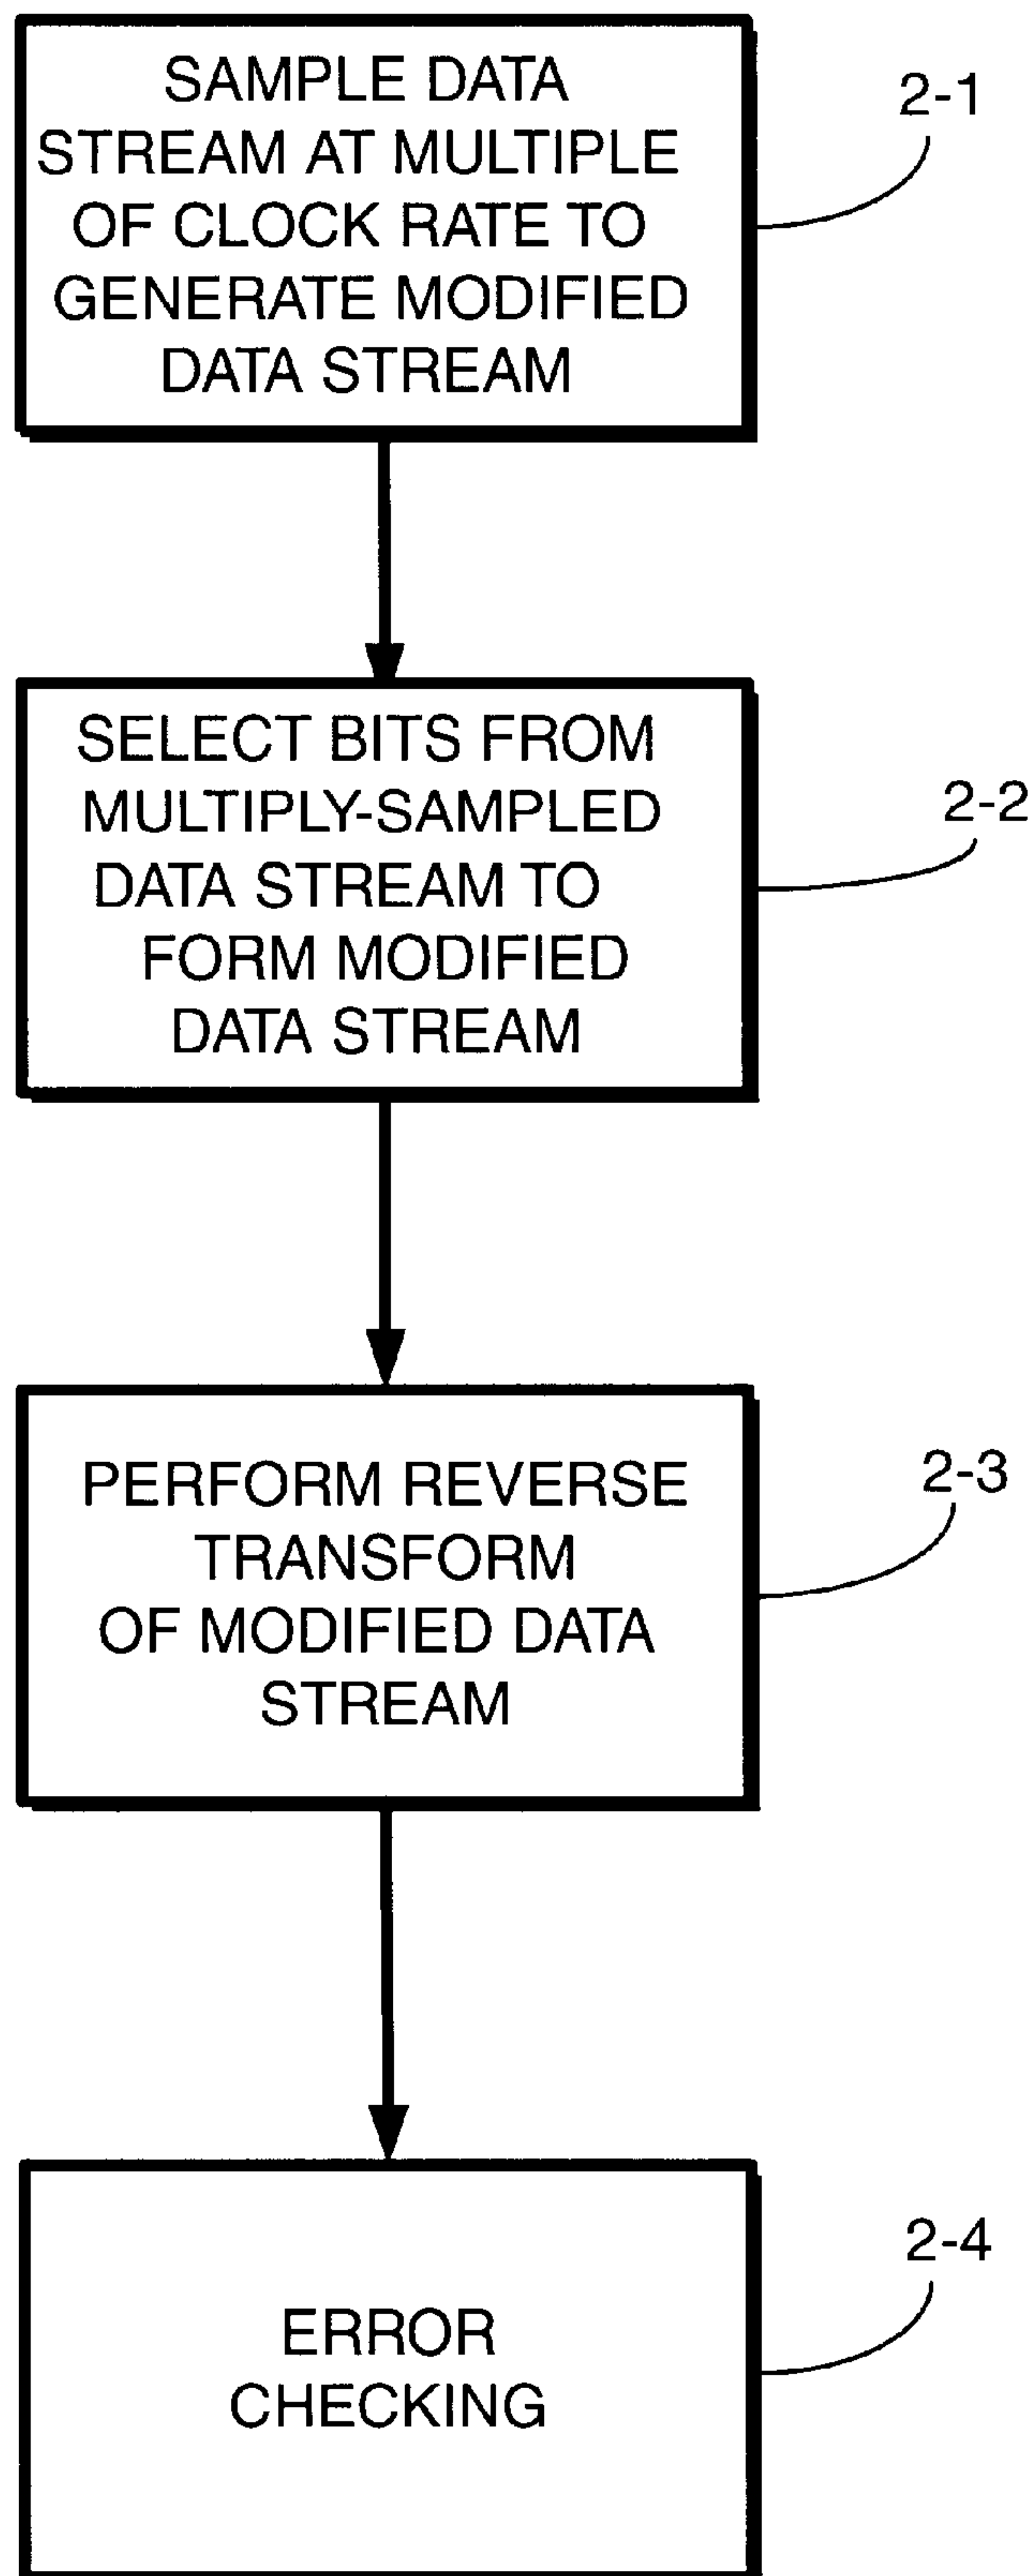 SAMPLE DATA
STREAM AT MULTIPLE
OF CLOCK RATE TO
GENERATE MODIFIED
DATA STREAM
2-1
SELECT BITS FROM
MULTIPLY-SAMPLED
DATA STREAM TO
FORM MODIFIED
DATA STREAM
2-2
PERFORM REVERSE
TRANSFORM
OF MODIFIED DATA
STREAM
2-3
ERROR
CHECKING
2-4